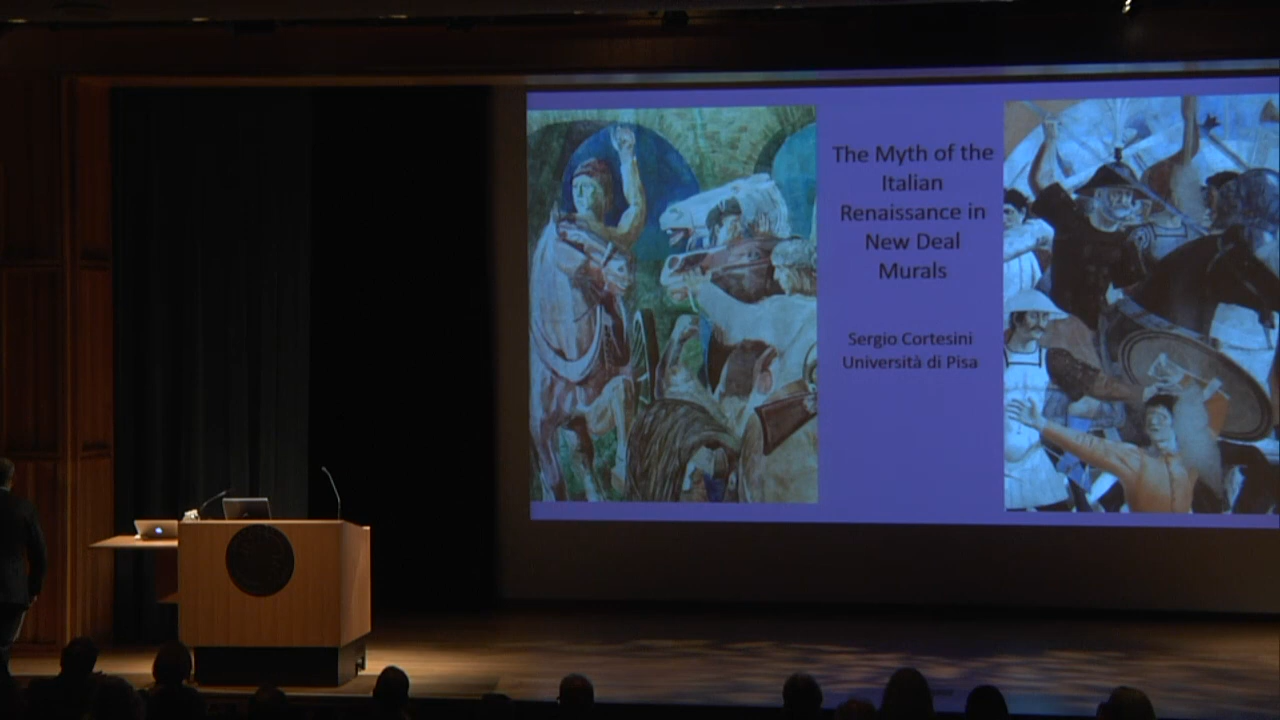 The Myth of the
Italian
Renaissance in
New Deal
Murals
Sergio Cortesini
Università di Pisa